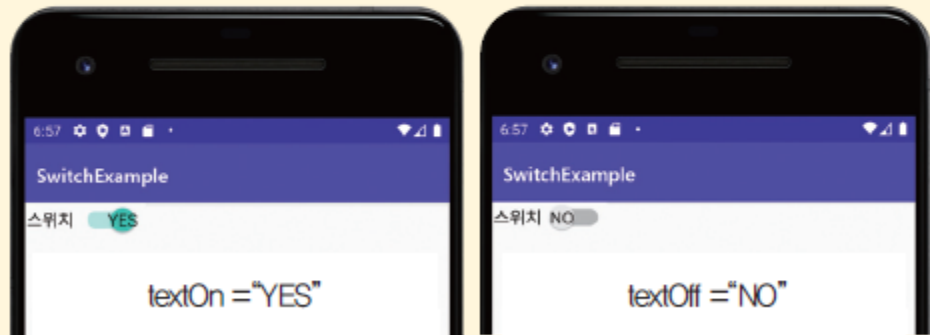 6:57
SwitchExample
스위치 YES
textOn =“YES”
6:57
SwitchExample
스위치 NO
textOff =“NO”